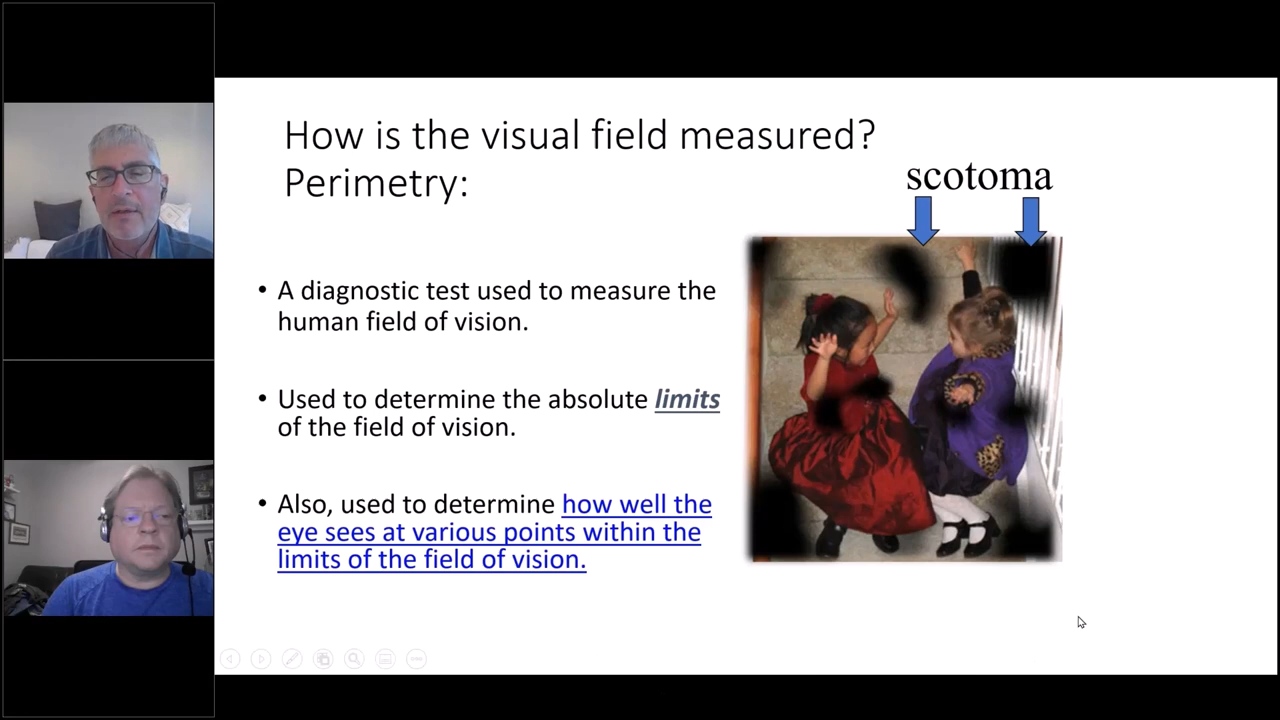 How is the visual field measured?
Perimetry:
scotoma
• A diagnostic test used to measure the
human field of vision.
• Used to determine the absolute limits
of the field of vision.
• Also, used to determine how well the
eye sees at various points within the
limits of the field of vision.